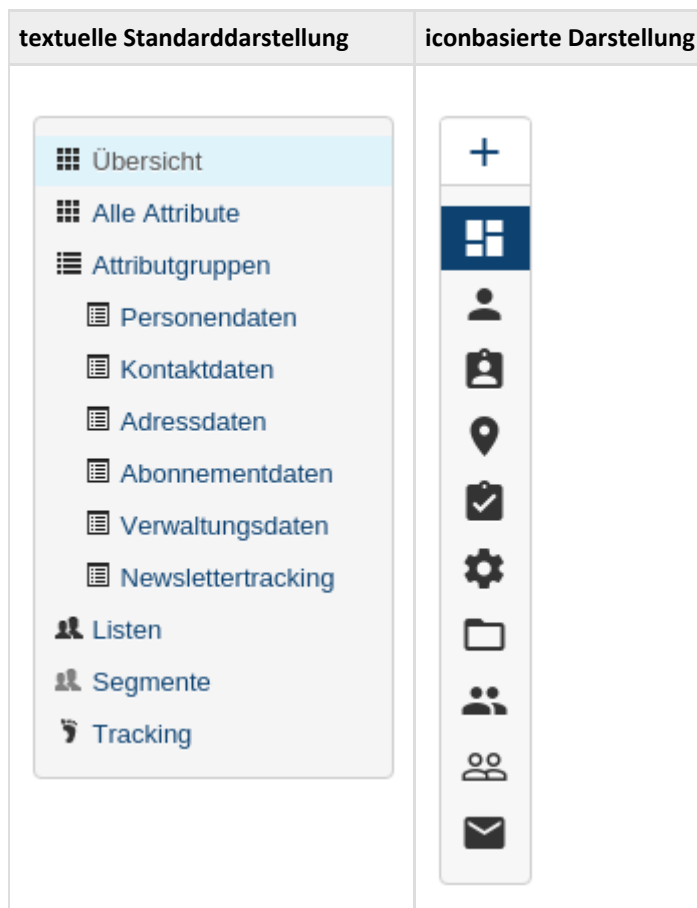 textuelle Standarddarstellung
iconbasierte Darstellung
Übersicht
Alle Attribute
Attributgruppen
Personendaten
Kontaktdaten
Adressdaten
Abonnementdaten
Verwaltungsdaten
Newslettertracking
Listen
Segmente
Tracking